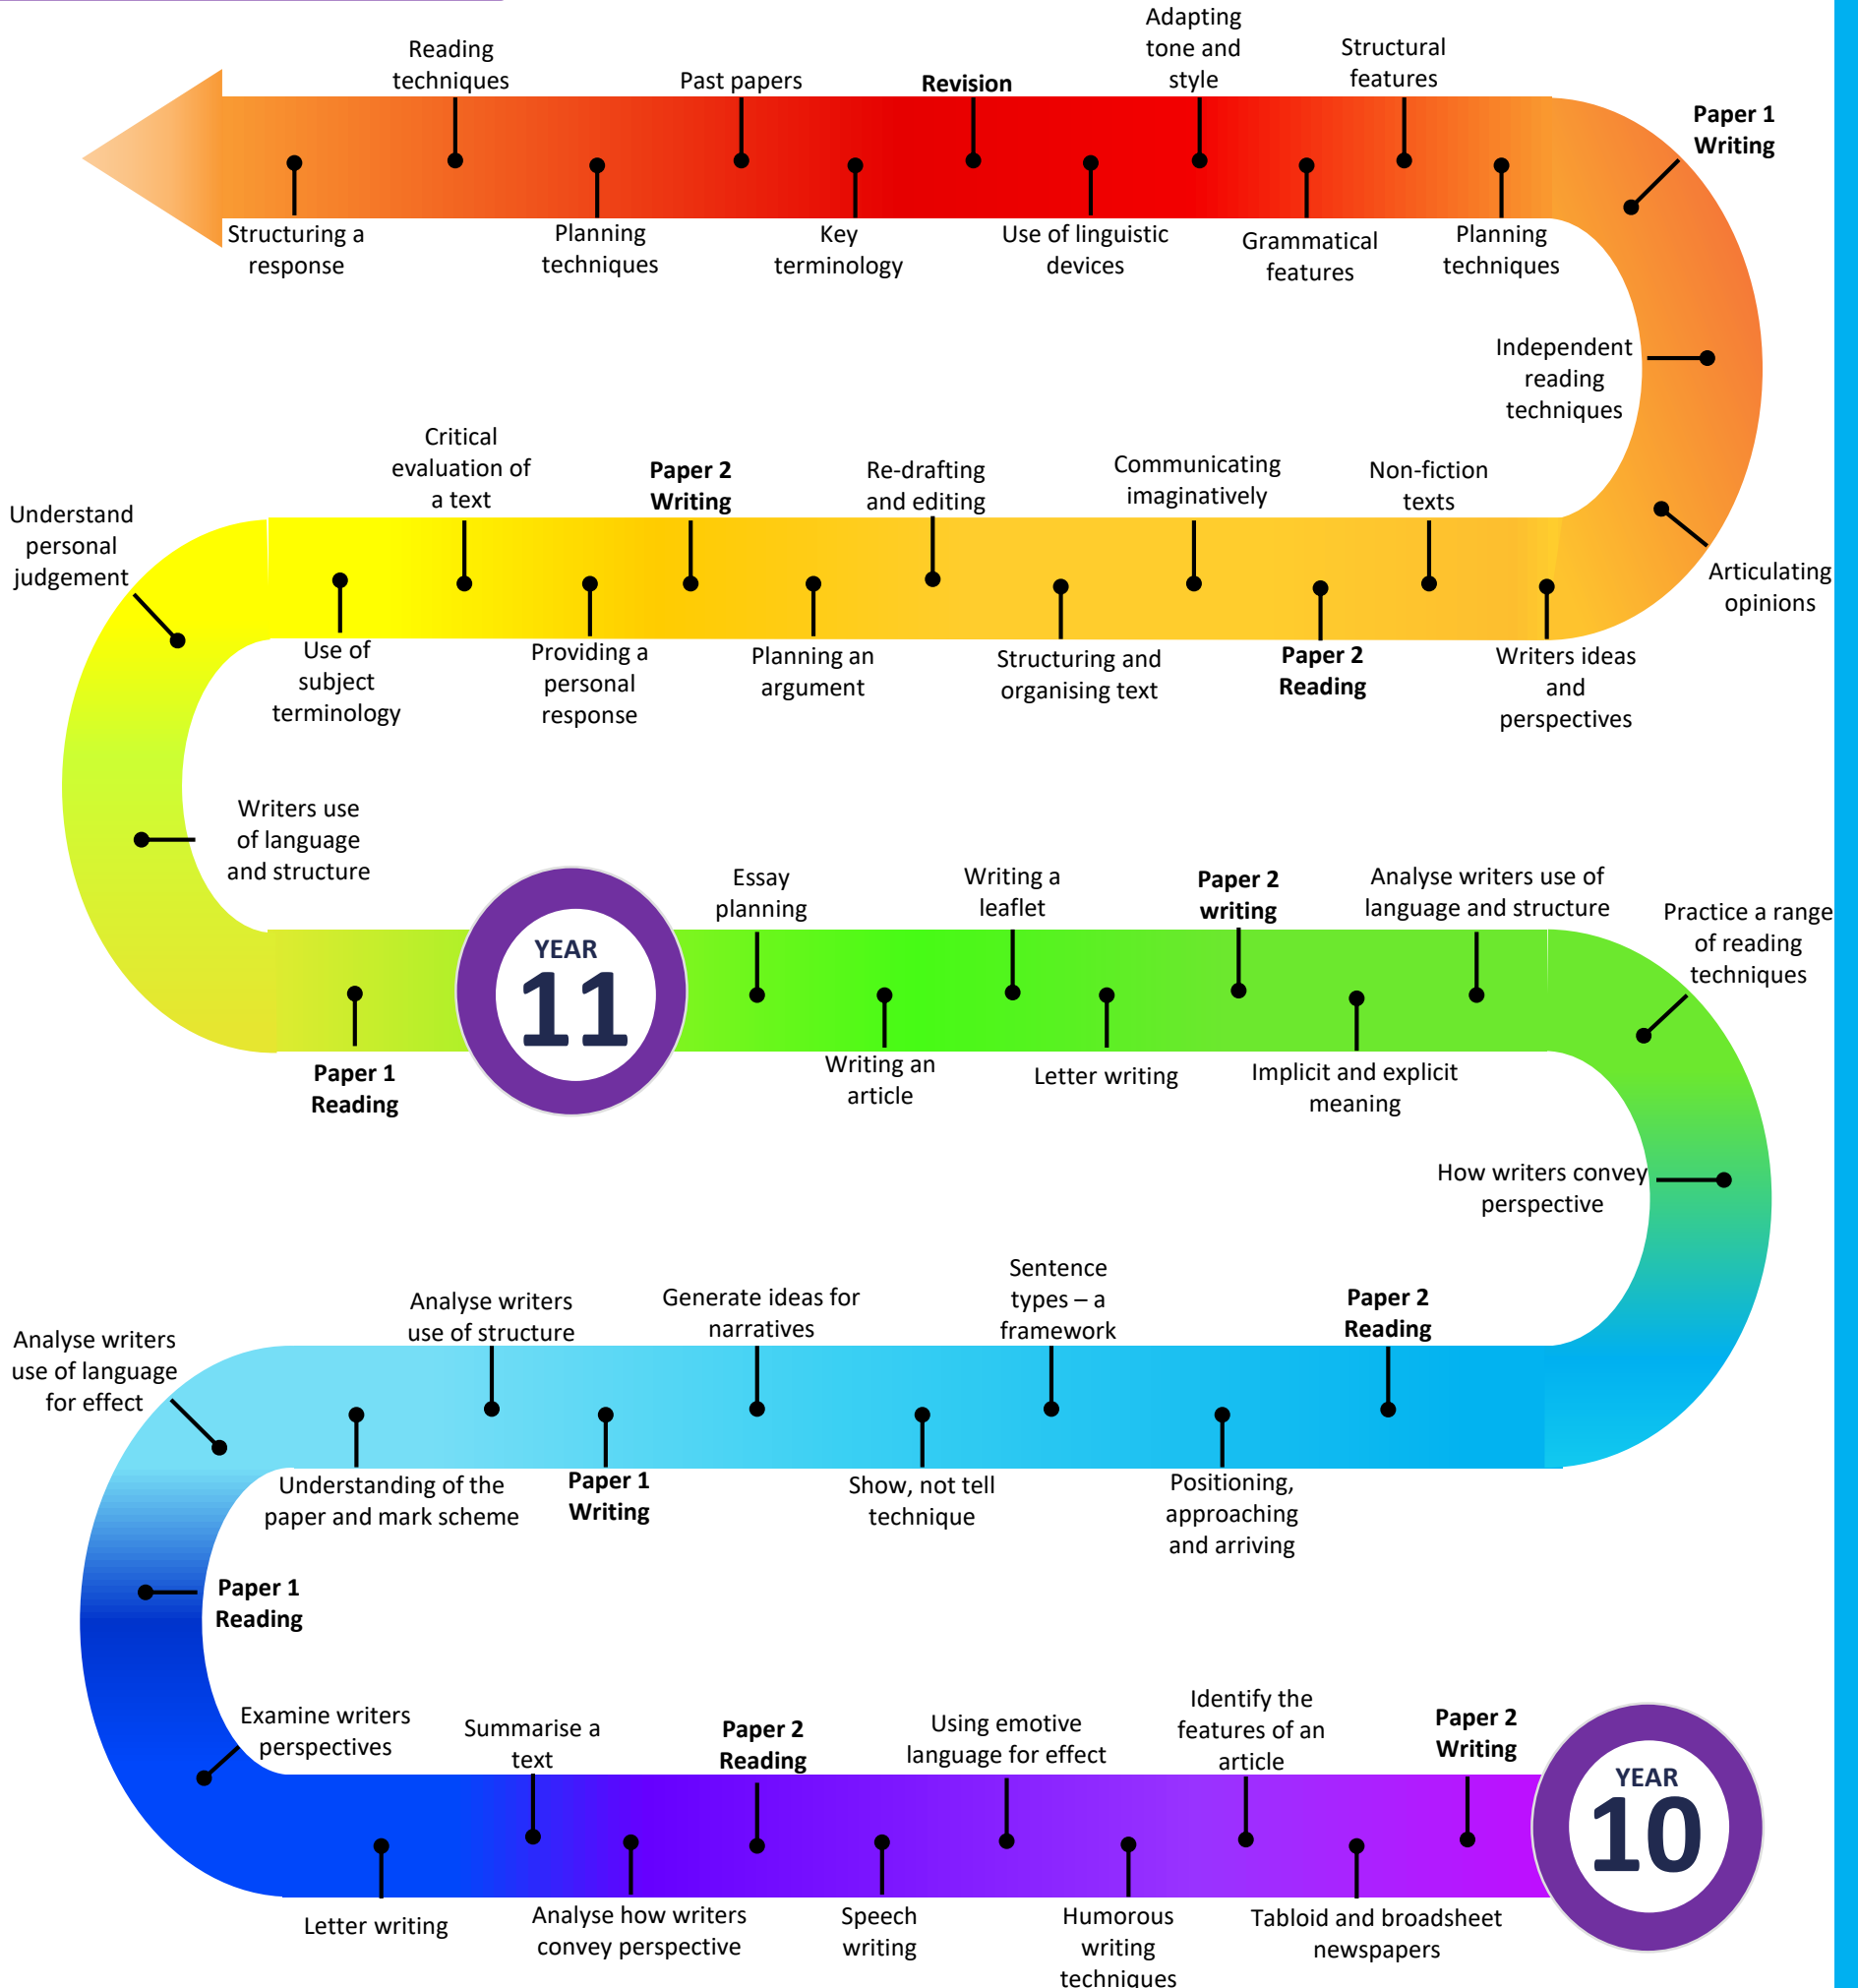 Reading
techniques
Past papers
Revision
Adapting
tone and
style
Structural
features
Paper 1
Writing
Structuring a
response
Planning
techniques
Key
terminology
Use of linguistic
devices
Grammatical
features
Planning
techniques
Independent
reading
techniques
Articulating
opinions
Understand
personal
judgement
Critical
evaluation of
a text
Paper 2
Writing
Re-drafting
and editing
Communicating
imaginatively
Non-fiction
texts
Use of
subject
terminology
Providing a
personal
response
Planning an
argument
Structuring and
organising text
Paper 2
Reading
Writers ideas
and
perspectives
Writers use
of language
and structure
Paper 1
Reading
YEAR
11
Essay
planning
Writing a
leaflet
Paper 2
writing
Analyse writers use of
language and structure
Practice a range
of reading
techniques
Writing an
article
Letter writing
Implicit and explicit
meaning
How writers convey
perspective
Analyse writers
use of language
for effect
Analyse writers
use of structure
Generate ideas for
narratives
Sentence
types – a
framework
Paper 2
Reading
Understanding of the
paper and mark scheme
Paper 1
Writing
Show, not tell
technique
Positioning,
approaching
and arriving
Paper 1
Reading
Examine writers
perspectives
Summarise a
text
Paper 2
Reading
Using emotive
language for effect
Identify the
features of an
article
Paper 2
Writing
YEAR
10
Letter writing
Analyse how writers
convey perspective
Speech
writing
Humorous
writing
techniques
Tabloid and broadsheet
newspapers